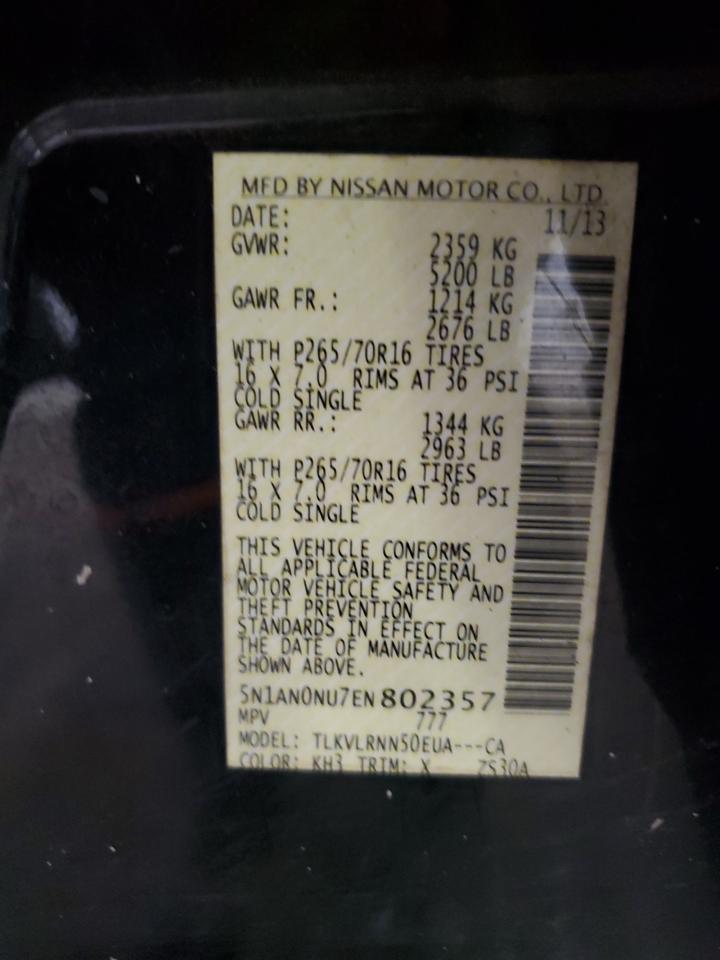 MFD BY NISSAN MOTOR CO., LTD.
DATE: 11/13
GVWR: 2359 KG
5200 LB
GAWR FR.: 1214 KG
2676 LB
WITH P265/70R16 TIRES
16 X 7.0 RIMS AT 36 PSI
COLD SINGLE
GAWR RR.: 1344 KG
2963 LB
WITH P265/70R16 TIRES
16 X 7.0 RIMS AT 36 PSI
COLD SINGLE
THIS VEHICLE CONFORMS TO
ALL APPLICABLE FEDERAL
MOTOR VEHICLE SAFETY AND
THEFT PREVENTION
STANDARDS IN EFFECT ON
THE DATE OF MANUFACTURE
SHOWN ABOVE.
5N1AN0NU7EN802357
MPV 777
MODEL: TLKVLRNN50EUA---CA
COLOR: KH3 TRIM: X ZS30A